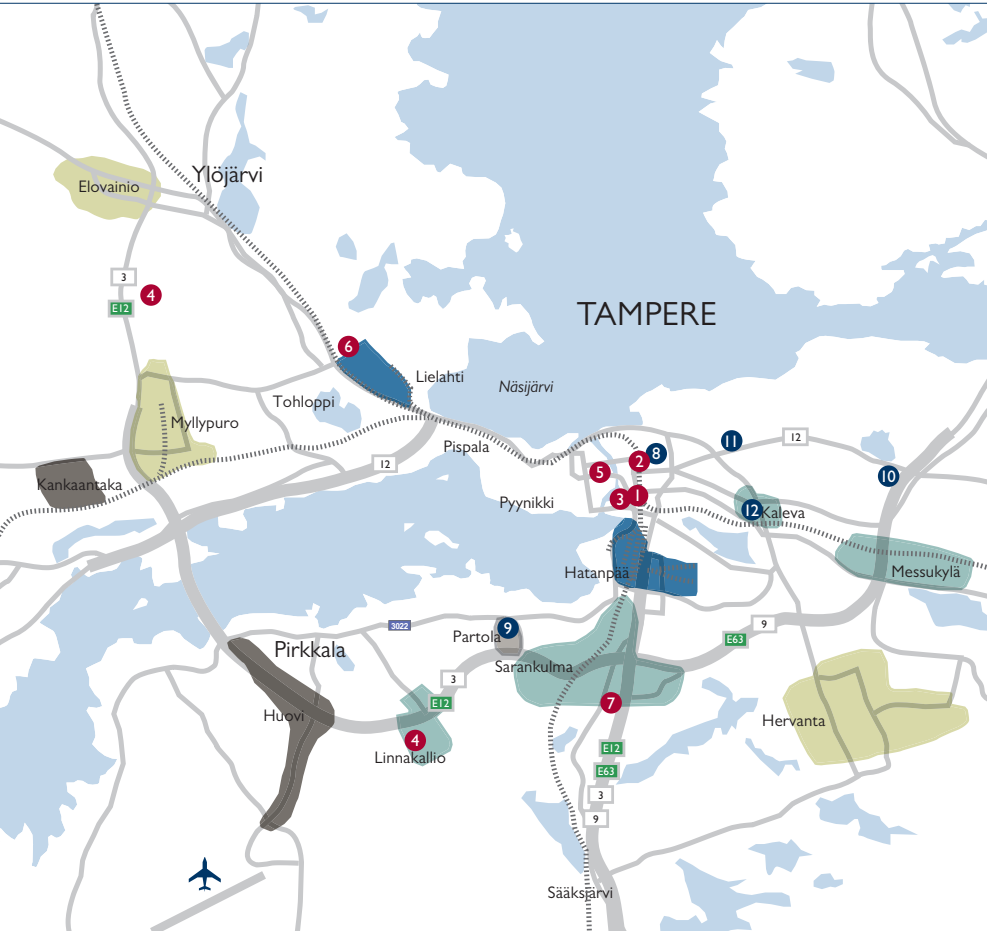 Ylöjärvi
Elovainio
3
4
E12
TAMPERE
6
Lielahti
Näsijärvi
Tohloppi
Myllypuro
Pispala
11
12
8
2
5
12
10
Kankaantaka
Pyynikki
3
1
12
Kaleva
Hatanpää
Messukylä
3022
9
Partola
9
E63
Pirkkala
Sarankulma
3
E12
Huovi
7
Hervanta
4
Linnakallio
E12
E63
3
9
Sääksjärvi